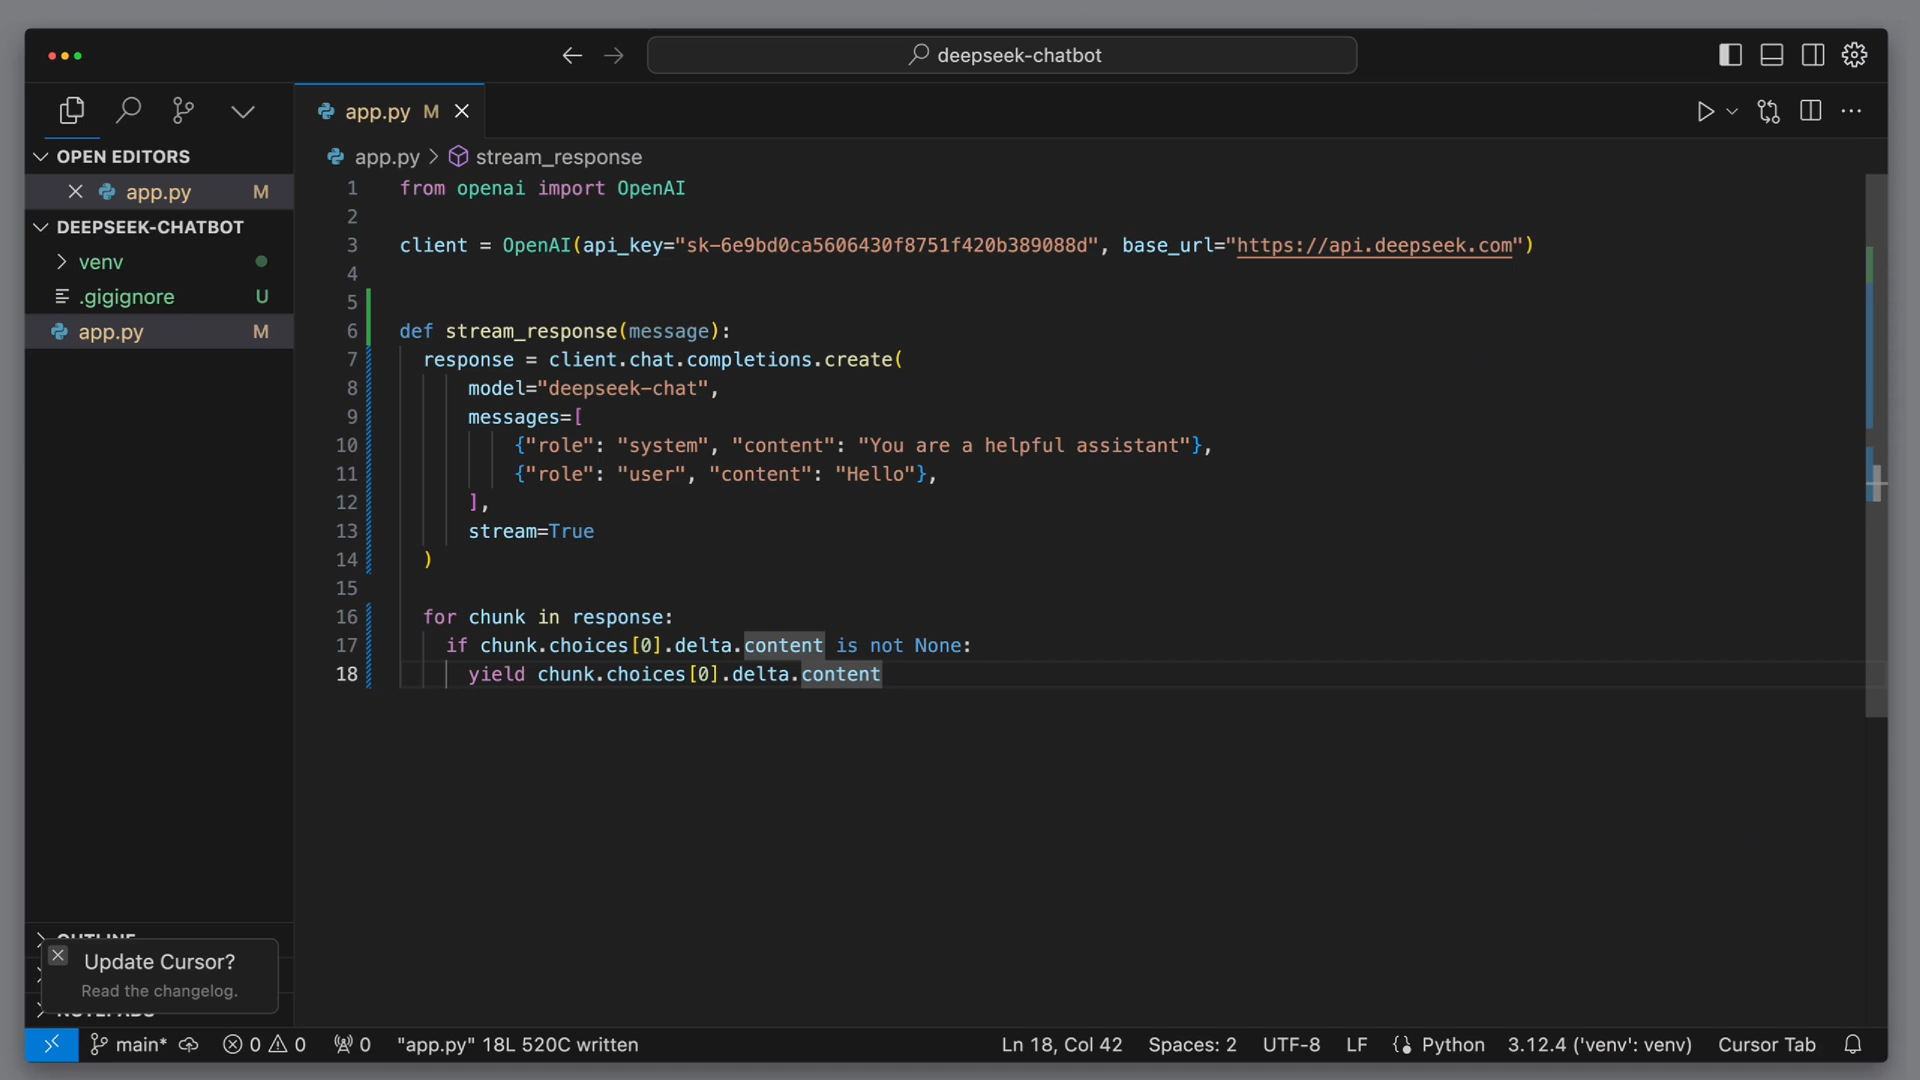 deepseek-chatbot
app.py M
OPEN EDITORS
app.py M
DEEPSEEK-CHATBOT
venv
.gigignore U
app.py M
app.py > stream_response
1 from openai import OpenAI
2
3 client = OpenAI(api_key="sk-6e9bd0ca5606430f8751f420b389088d", base_url="https://api.deepseek.com")
4
5
6 def stream_response(message):
7 response = client.chat.completions.create(
8 model="deepseek-chat",
9 messages=[
10 {"role": "system", "content": "You are a helpful assistant"},
11 {"role": "user", "content": "Hello"},
12 ],
13 stream=True
14 )
15
16 for chunk in response:
17 if chunk.choices[0].delta.content is not None:
18 yield chunk.choices[0].delta.content
OUTLINE
Update Cursor?
Read the changelog.
NOTEPADS
main* 0 0 0 "app.py" 18L 520C written Ln 18, Col 42 Spaces: 2 UTF-8 LF Python 3.12.4 ('venv': venv) Cursor Tab